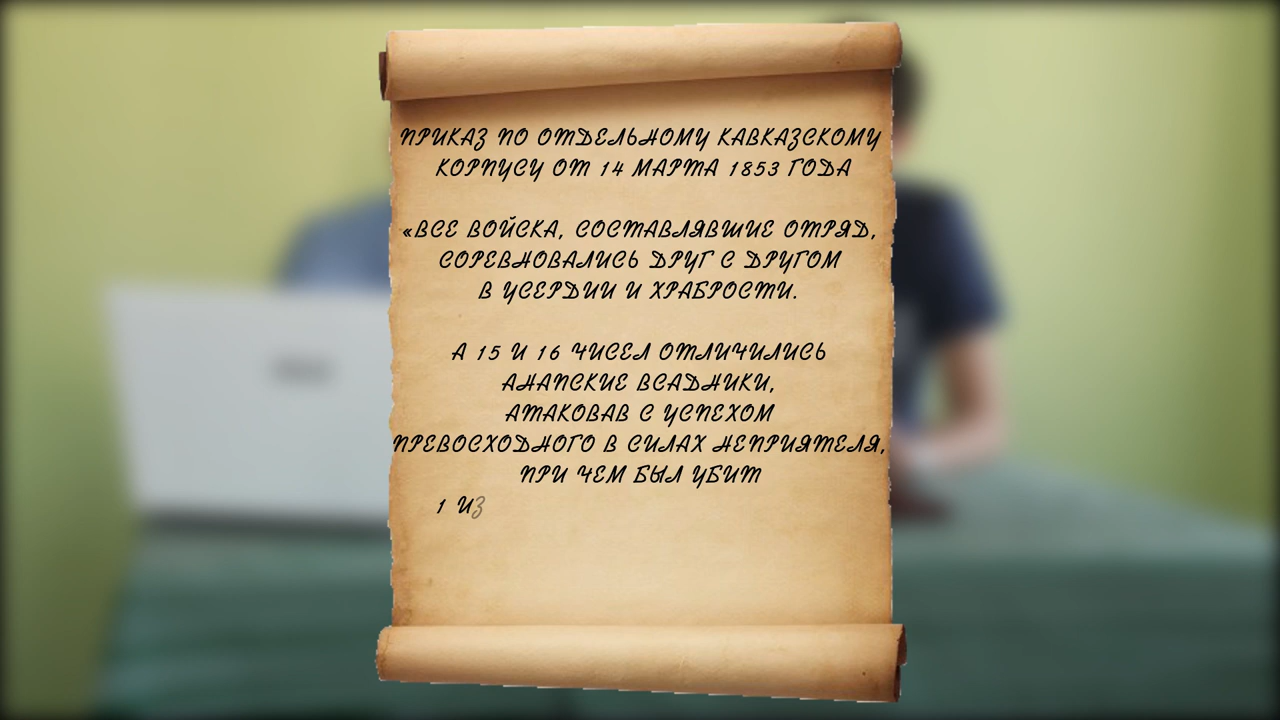 ПРИКАЗ ПО ОТДЕЛЬНОМУ КАВКАЗСКОМУ
КОРПУСУ ОТ 14 МАРТА 1853 ГОДА
«ВСЕ ВОЙСКА, СОСТАВЛЯВШИЕ ОТРЯД,
СОРЕВНОВАЛИСЬ ДРУГ С ДРУГОМ
В УСЕРДИИ И ХРАБРОСТИ.
А 15 И 16 ЧИСЕЛ ОТЛИЧИЛИСЬ
АНАПСКИЕ ВСАДНИКИ,
АТАКОВАВ С УСПЕХОМ
ПРЕВОСХОДНОГО В СИЛАХ НЕПРИЯТЕЛЯ,
ПРИ ЧЕМ БЫЛ УБИТ
1 ИЗ